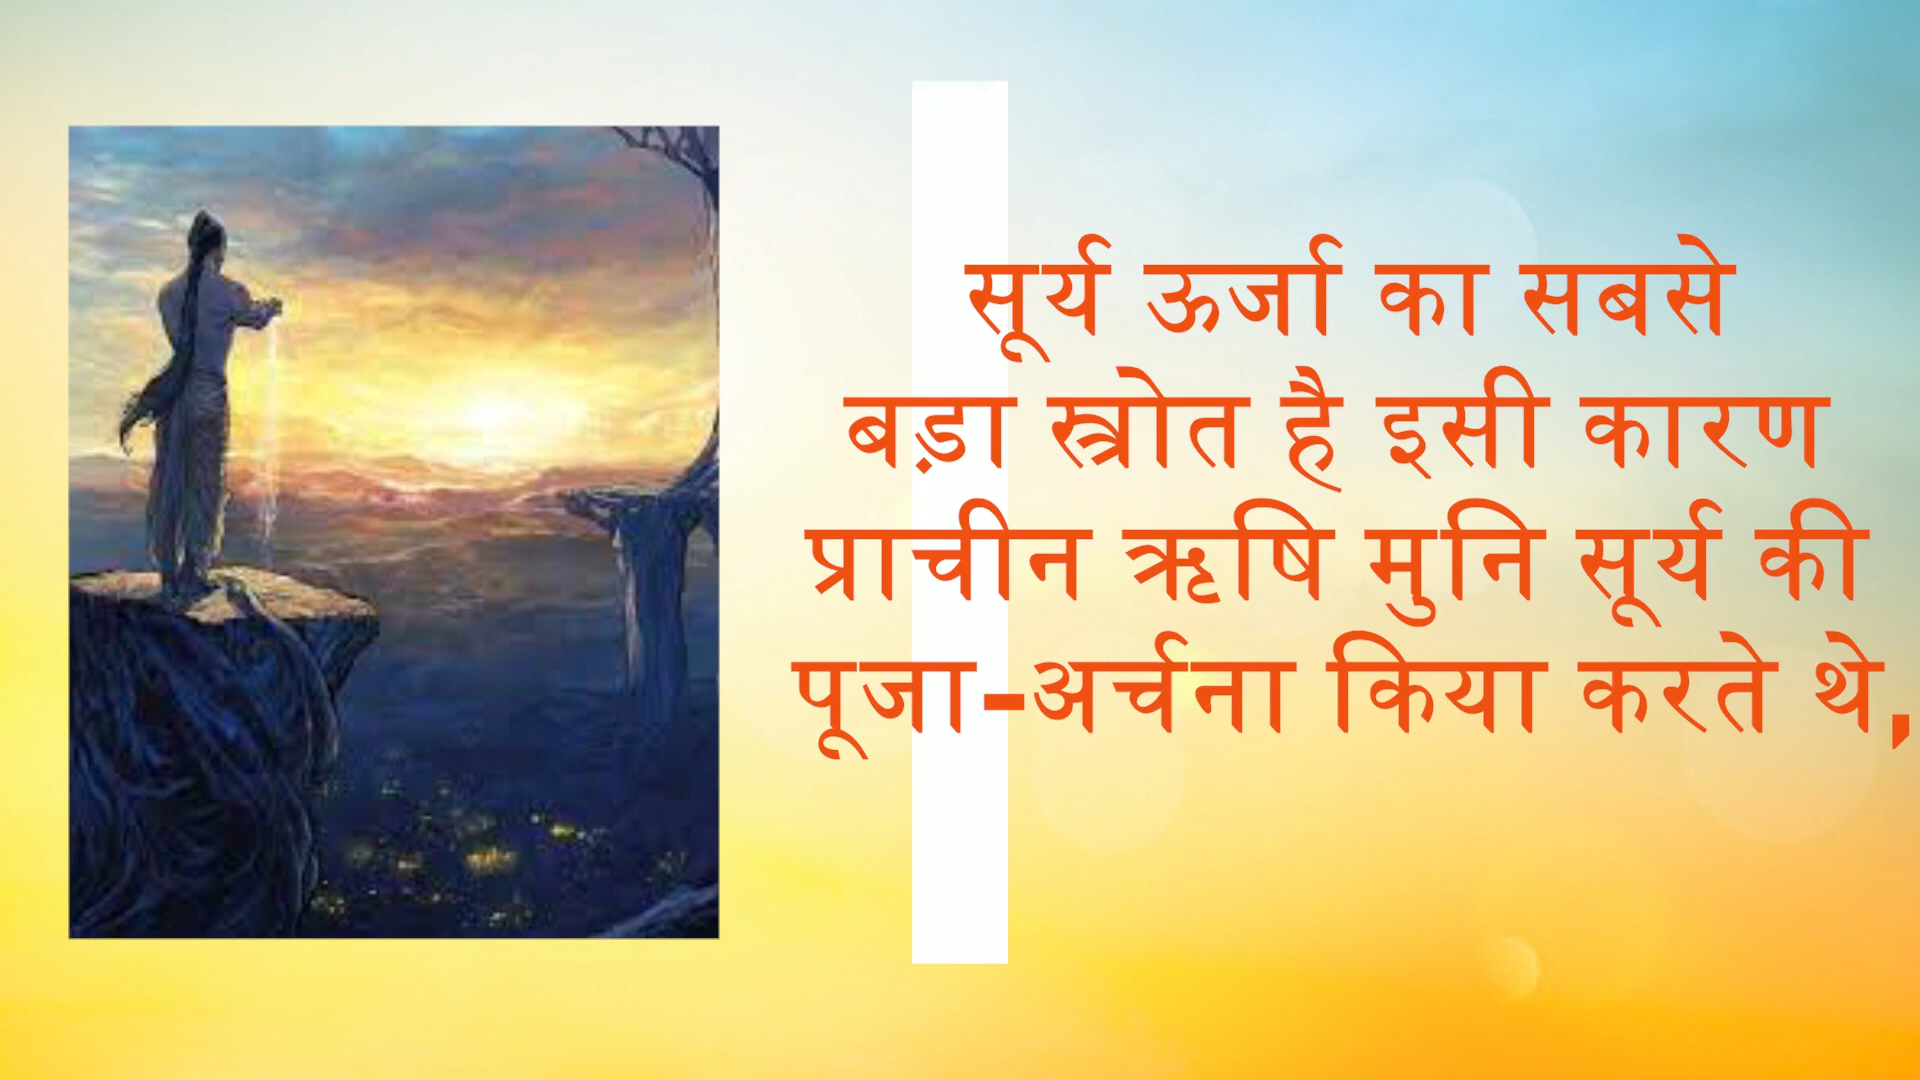 सूर्य ऊर्जा का सबसे
बड़ा स्त्रोत है इसी कारण
प्राचीन ऋषि मुनि सूर्य की
पूजा-अर्चना किया करते थे,